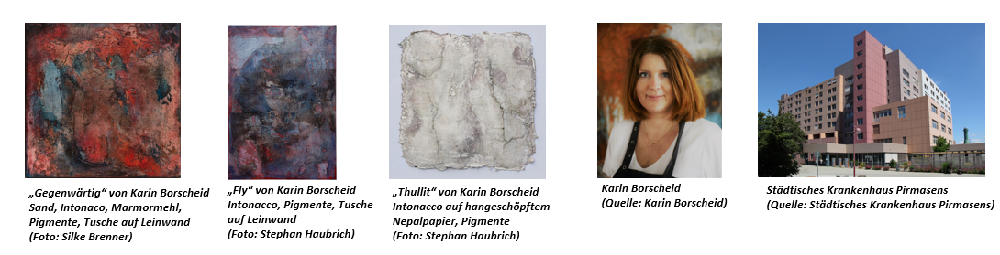 „Gegenwärtig“ von Karin Borscheid
Sand, Intonaco, Marmormehl,
Pigmente, Tusche auf Leinwand
(Foto: Silke Brenner)
„Fly“ von Karin Borscheid
Intonacco, Pigmente, Tusche
auf Leinwand
(Foto: Stephan Haubrich)
„Thullit“ von Karin Borscheid
Intonacco auf hangeschöpftem
Nepalpapier, Pigmente
(Foto: Stephan Haubrich)
Karin Borscheid
(Quelle: Karin Borscheid)
Städtisches Krankenhaus Pirmasens
(Quelle: Städtisches Krankenhaus Pirmasens)